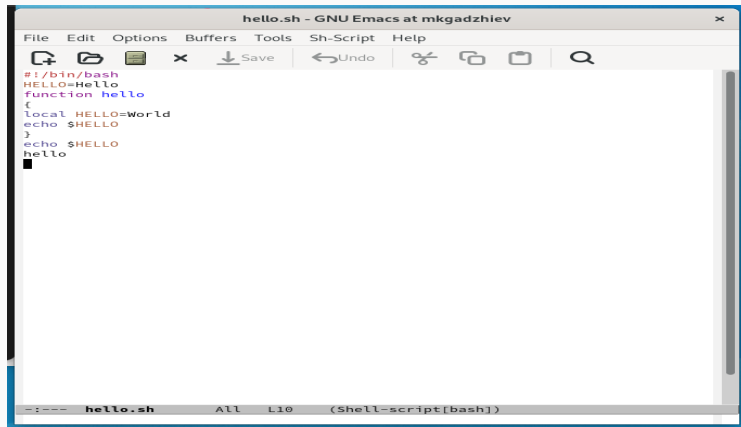 hello.sh - GNU Emacs at mkgadzhiev ×
File Edit Options Buffers Tools Sh-Script Help
Save Undo
#!/bin/bash
HELLO=Hello
function hello
{
local HELLO=World
echo $HELLO
}
echo $HELLO
hello
-:--- hello.sh All L10 (Shell-script[bash])